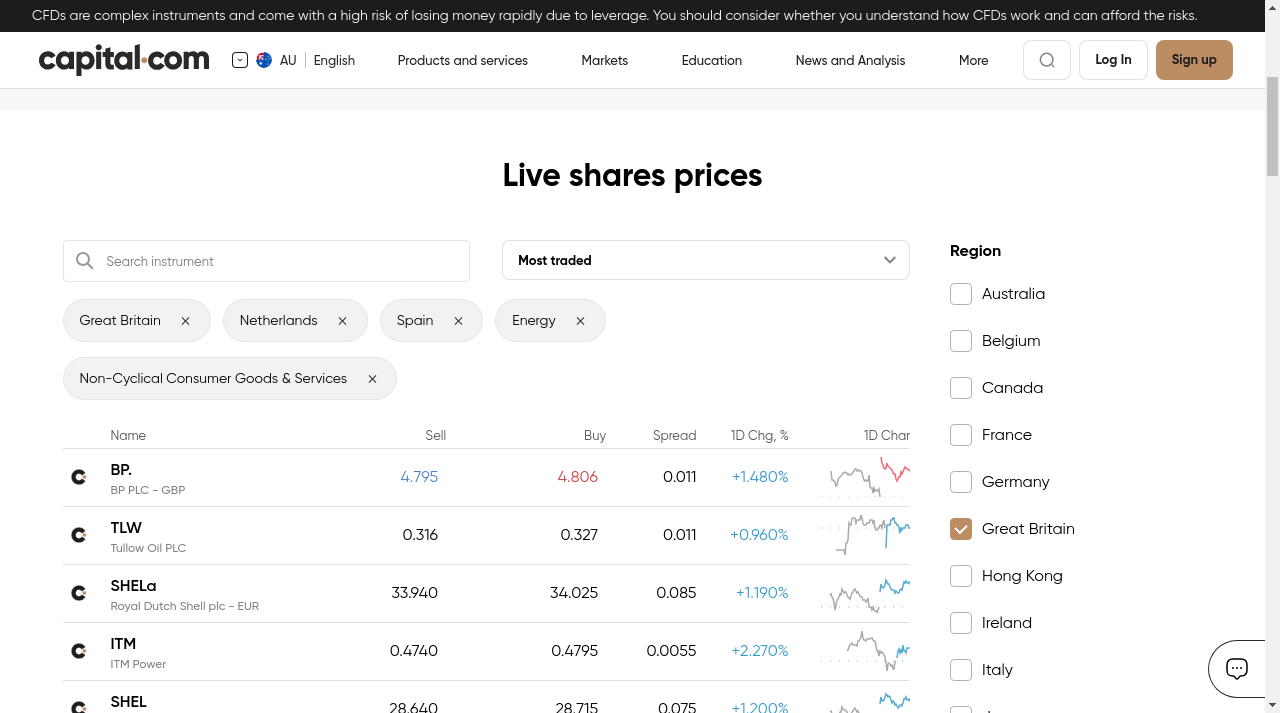 CFDs are complex instruments and come with a high risk of losing money rapidly due to leverage. You should consider whether you understand how CFDs work and can afford the risks.
capital.com AU English Products and services Markets Education News and Analysis More Log In Sign up
Live shares prices
Search instrument Most traded
Great Britain Netherlands Spain Energy
Non-Cyclical Consumer Goods & Services
Name Sell Buy Spread 1D Chg, % 1D Char
BP. 4.795 4.806 0.011 +1.480%
BP PLC - GBP
TLW 0.316 0.327 0.011 +0.960%
Tullow Oil PLC
SHELa 33.940 34.025 0.085 +1.190%
Royal Dutch Shell plc - EUR
ITM 0.4740 0.4795 0.0055 +2.270%
ITM Power
SHEL 28.640 28.715 0.075 +1.200%
Region
Australia
Belgium
Canada
France
Germany
Great Britain
Hong Kong
Ireland
Italy